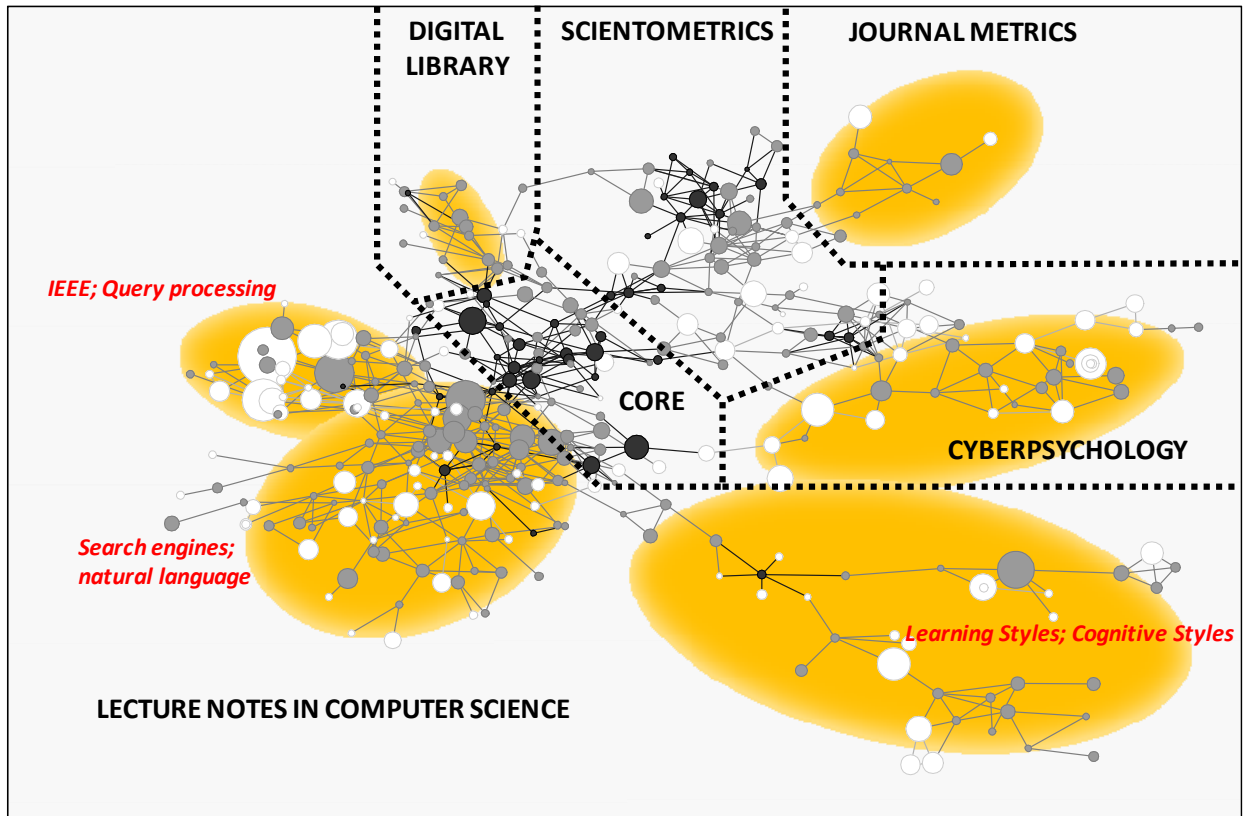 DIGITAL
LIBRARY
SCIENTOMETRICS
JOURNAL METRICS
IEEE; Query processing
CORE
CYBERPSYCHOLOGY
Search engines;
natural language
Learning Styles; Cognitive Styles
LECTURE NOTES IN COMPUTER SCIENCE